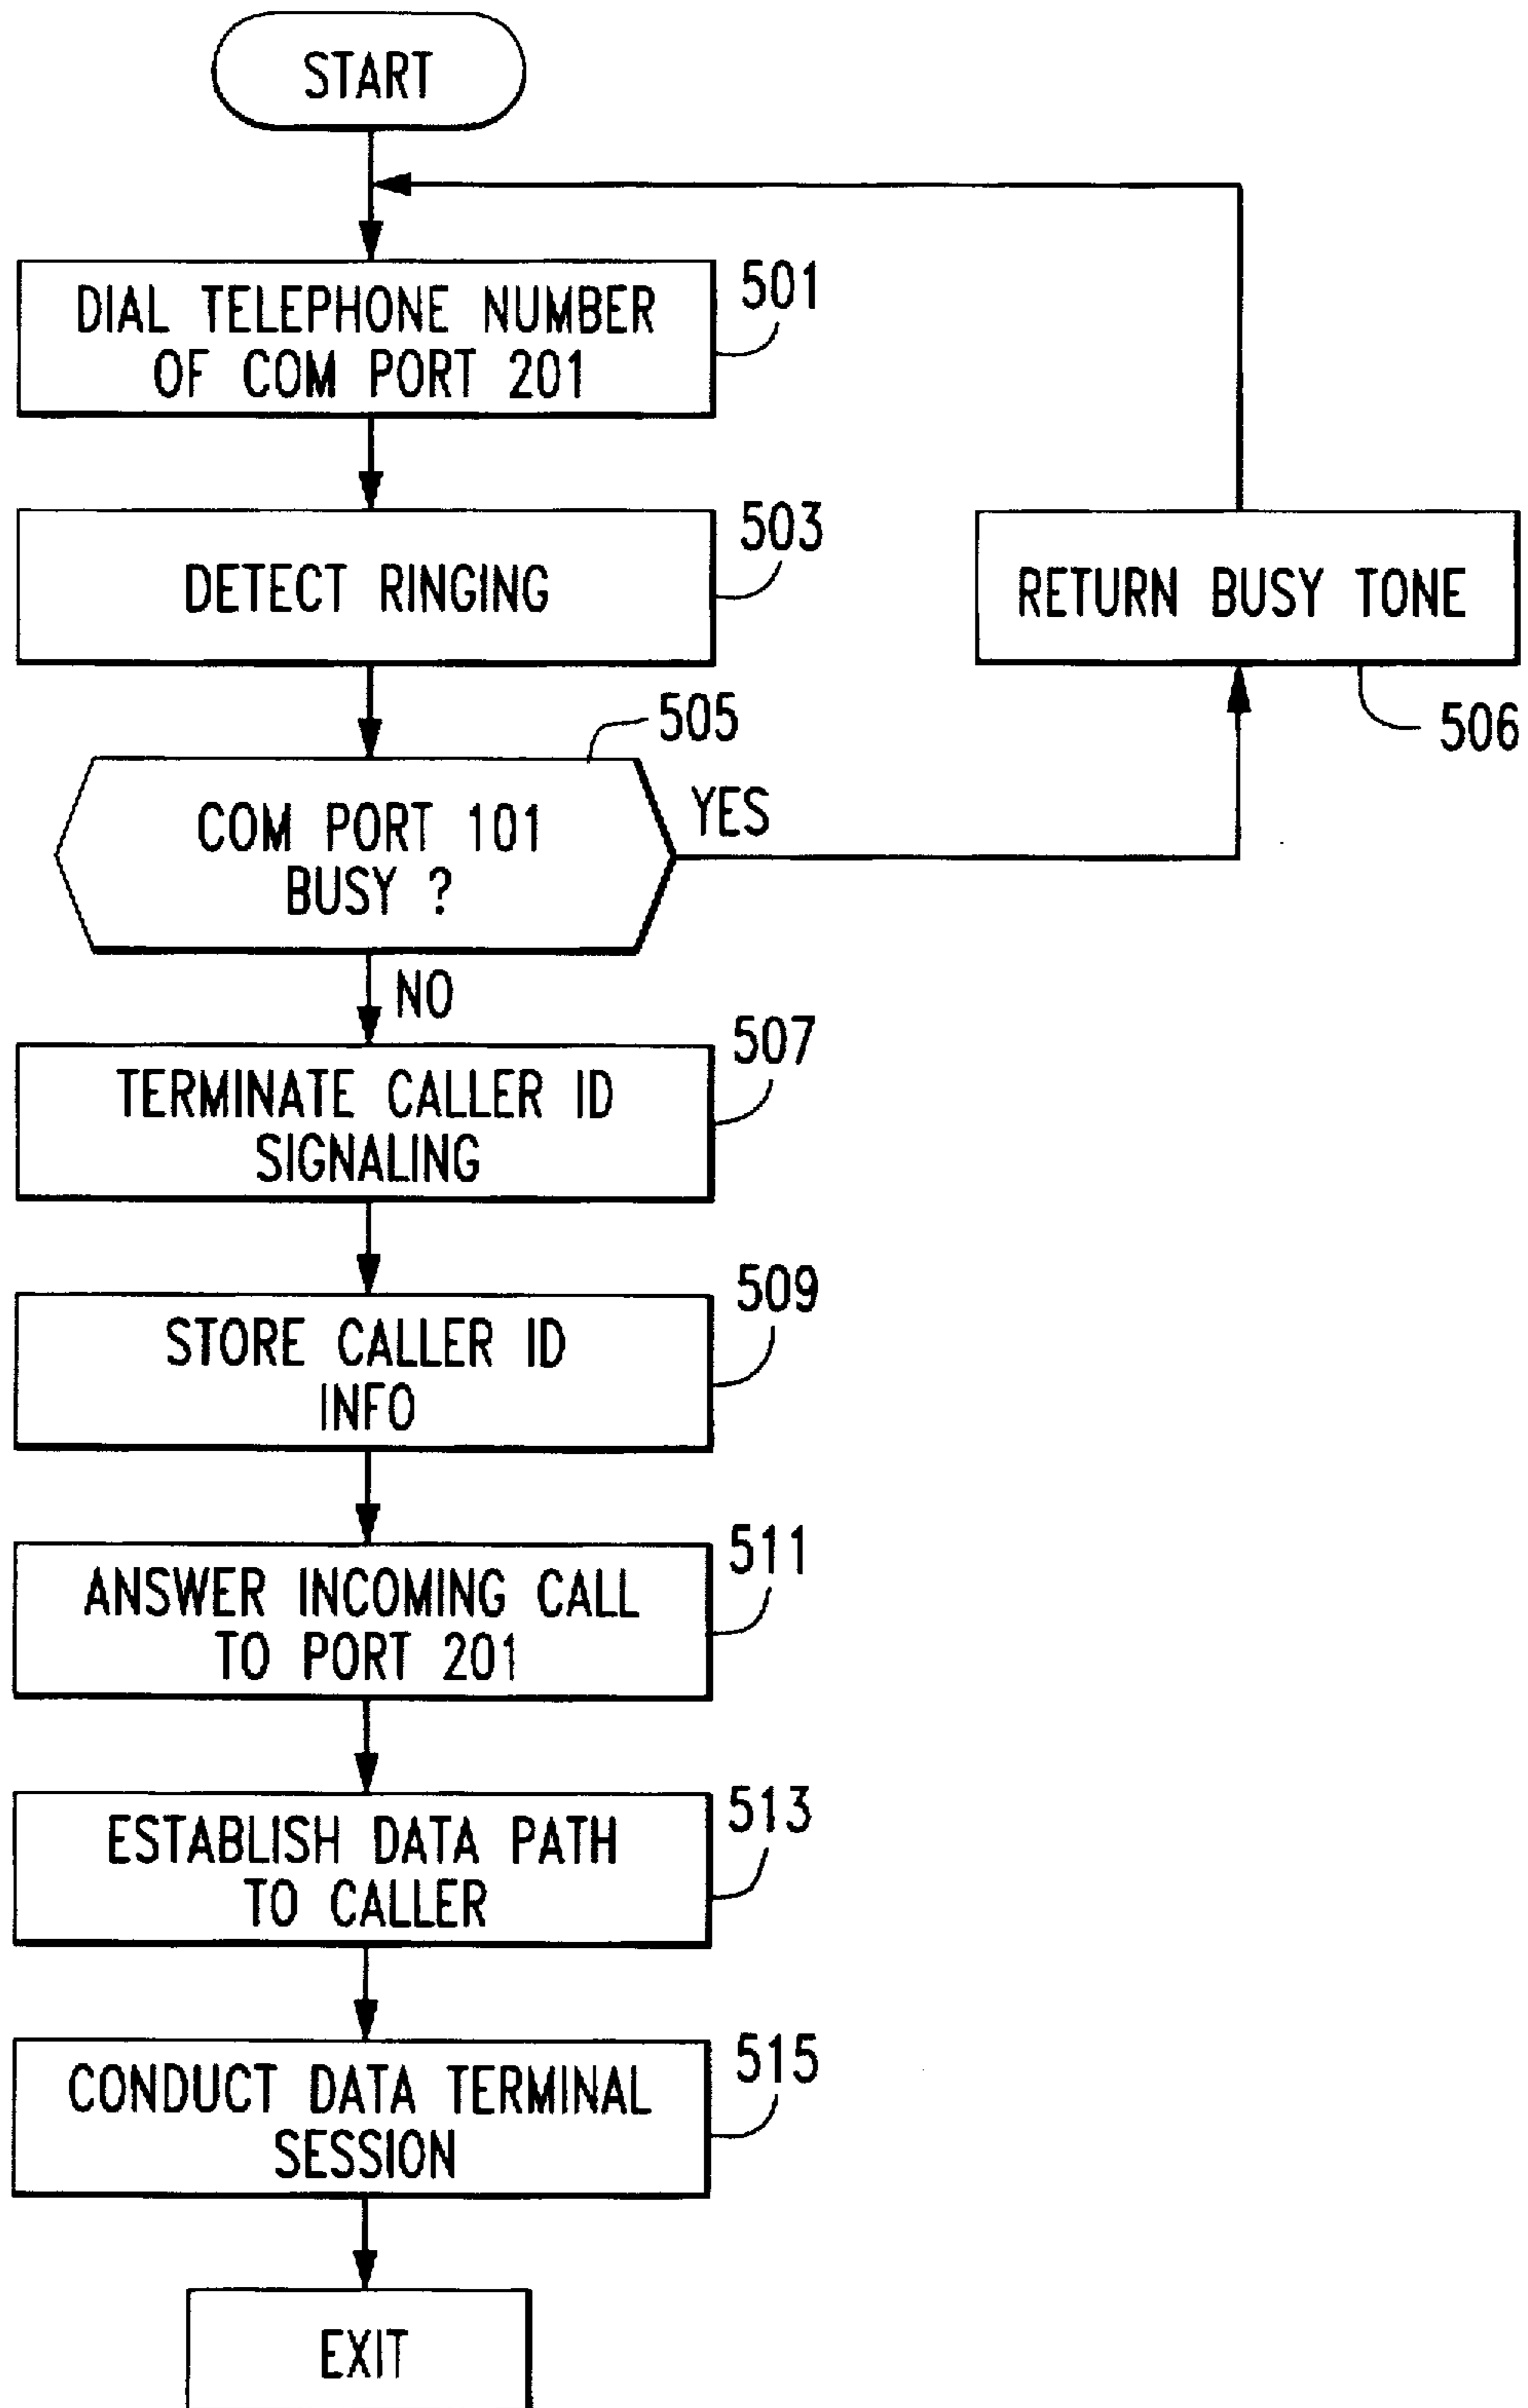 START
DIAL TELEPHONE NUMBER
OF COM PORT 201
501
DETECT RINGING
503
RETURN BUSY TONE
506
505
COM PORT 101
BUSY ?
YES
NO
TERMINATE CALLER ID
SIGNALING
507
STORE CALLER ID
INFO
509
ANSWER INCOMING CALL
TO PORT 201
511
ESTABLISH DATA PATH
TO CALLER
513
CONDUCT DATA TERMINAL
SESSION
515
EXIT